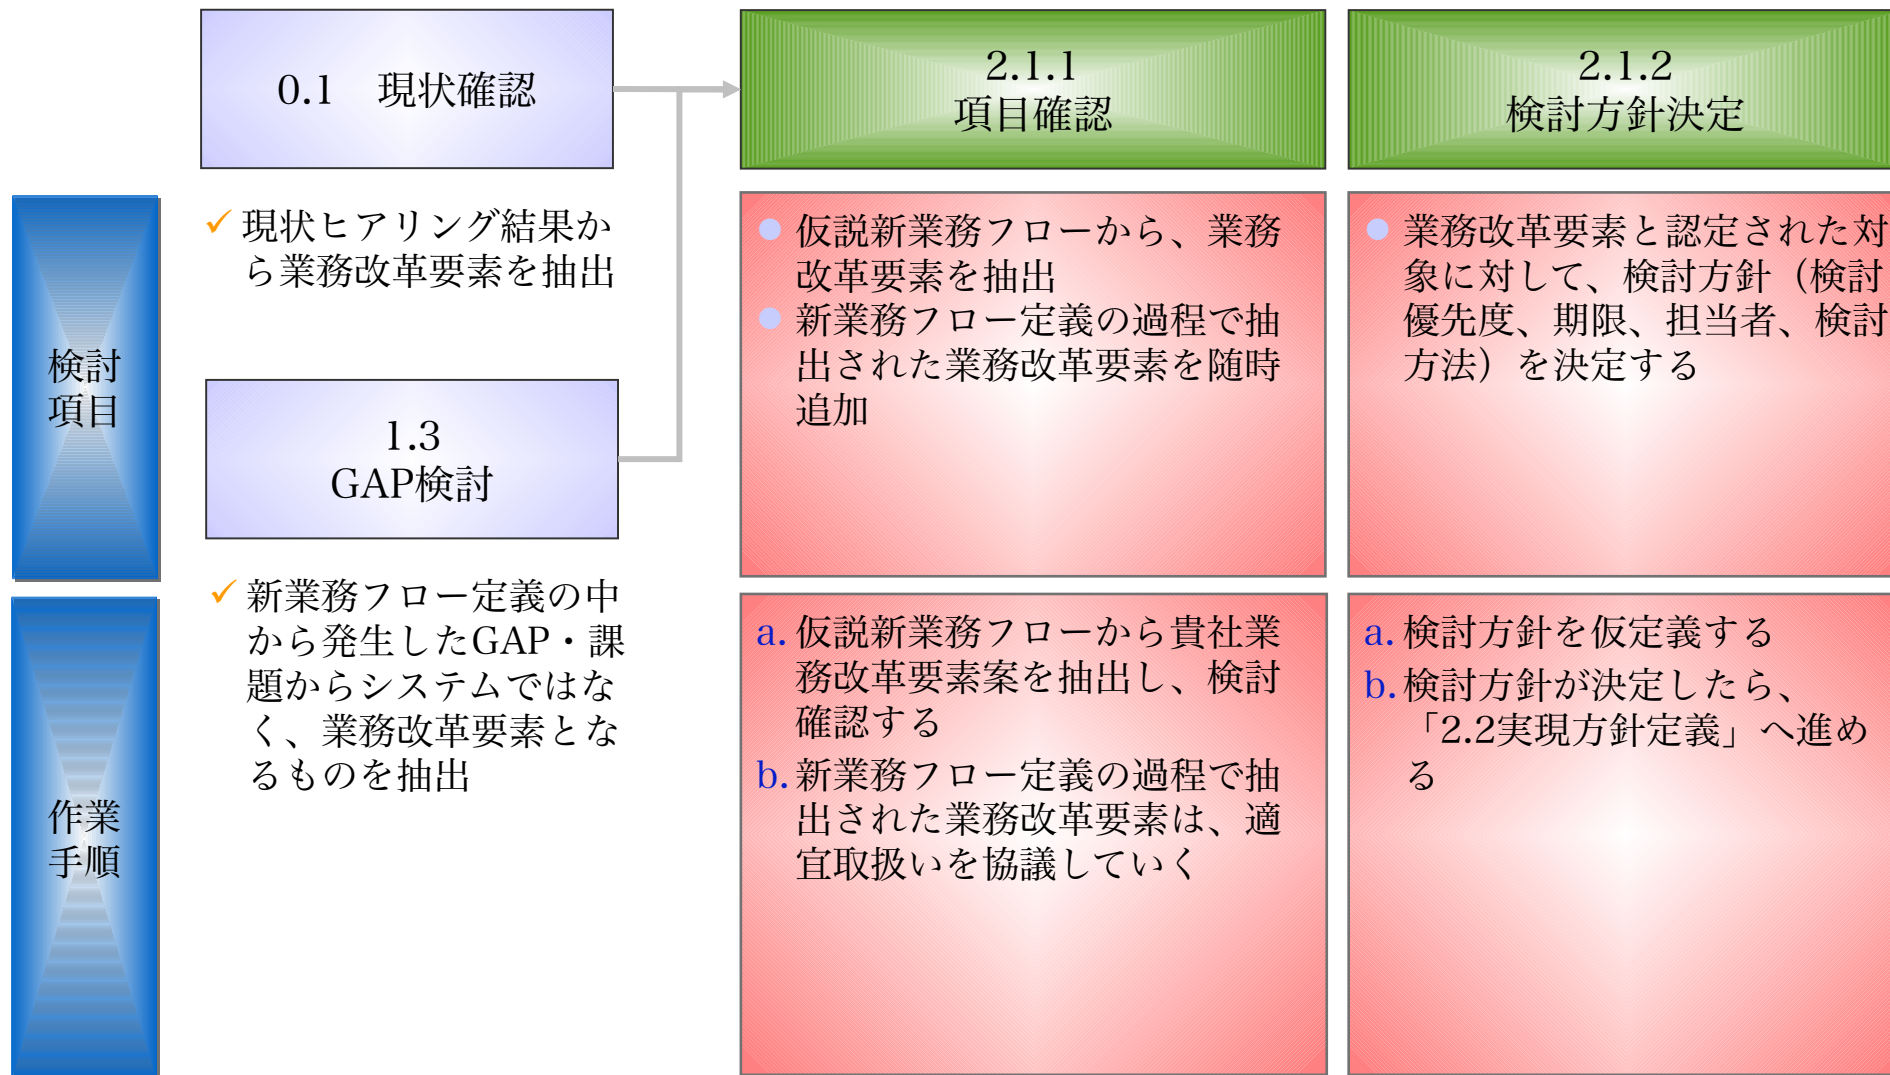 0.1 現状確認
2.1.1
項目確認
2.1.2
検討方針決定
検討
項目
現状ヒアリング結果か
ら業務改革要素を抽出
1.3
GAP検討
新業務フロー定義の中
から発生したGAP・課
題からシステムではな
く、業務改革要素とな
るものを抽出
仮説新業務フローから、業務
改革要素を抽出
新業務フロー定義の過程で抽
出された業務改革要素を随時
追加
業務改革要素と認定された対
象に対して、検討方針（検討
優先度、期限、担当者、検討
方法）を決定する
作業
手順
a. 仮説新業務フローから貴社業
務改革要素案を抽出し、検討
確認する
b. 新業務フロー定義の過程で抽
出された業務改革要素は、適
宜取扱いを協議していく
a. 検討方針を仮定義する
b. 検討方針が決定したら、
「2.2実現方針定義」へ進め
る